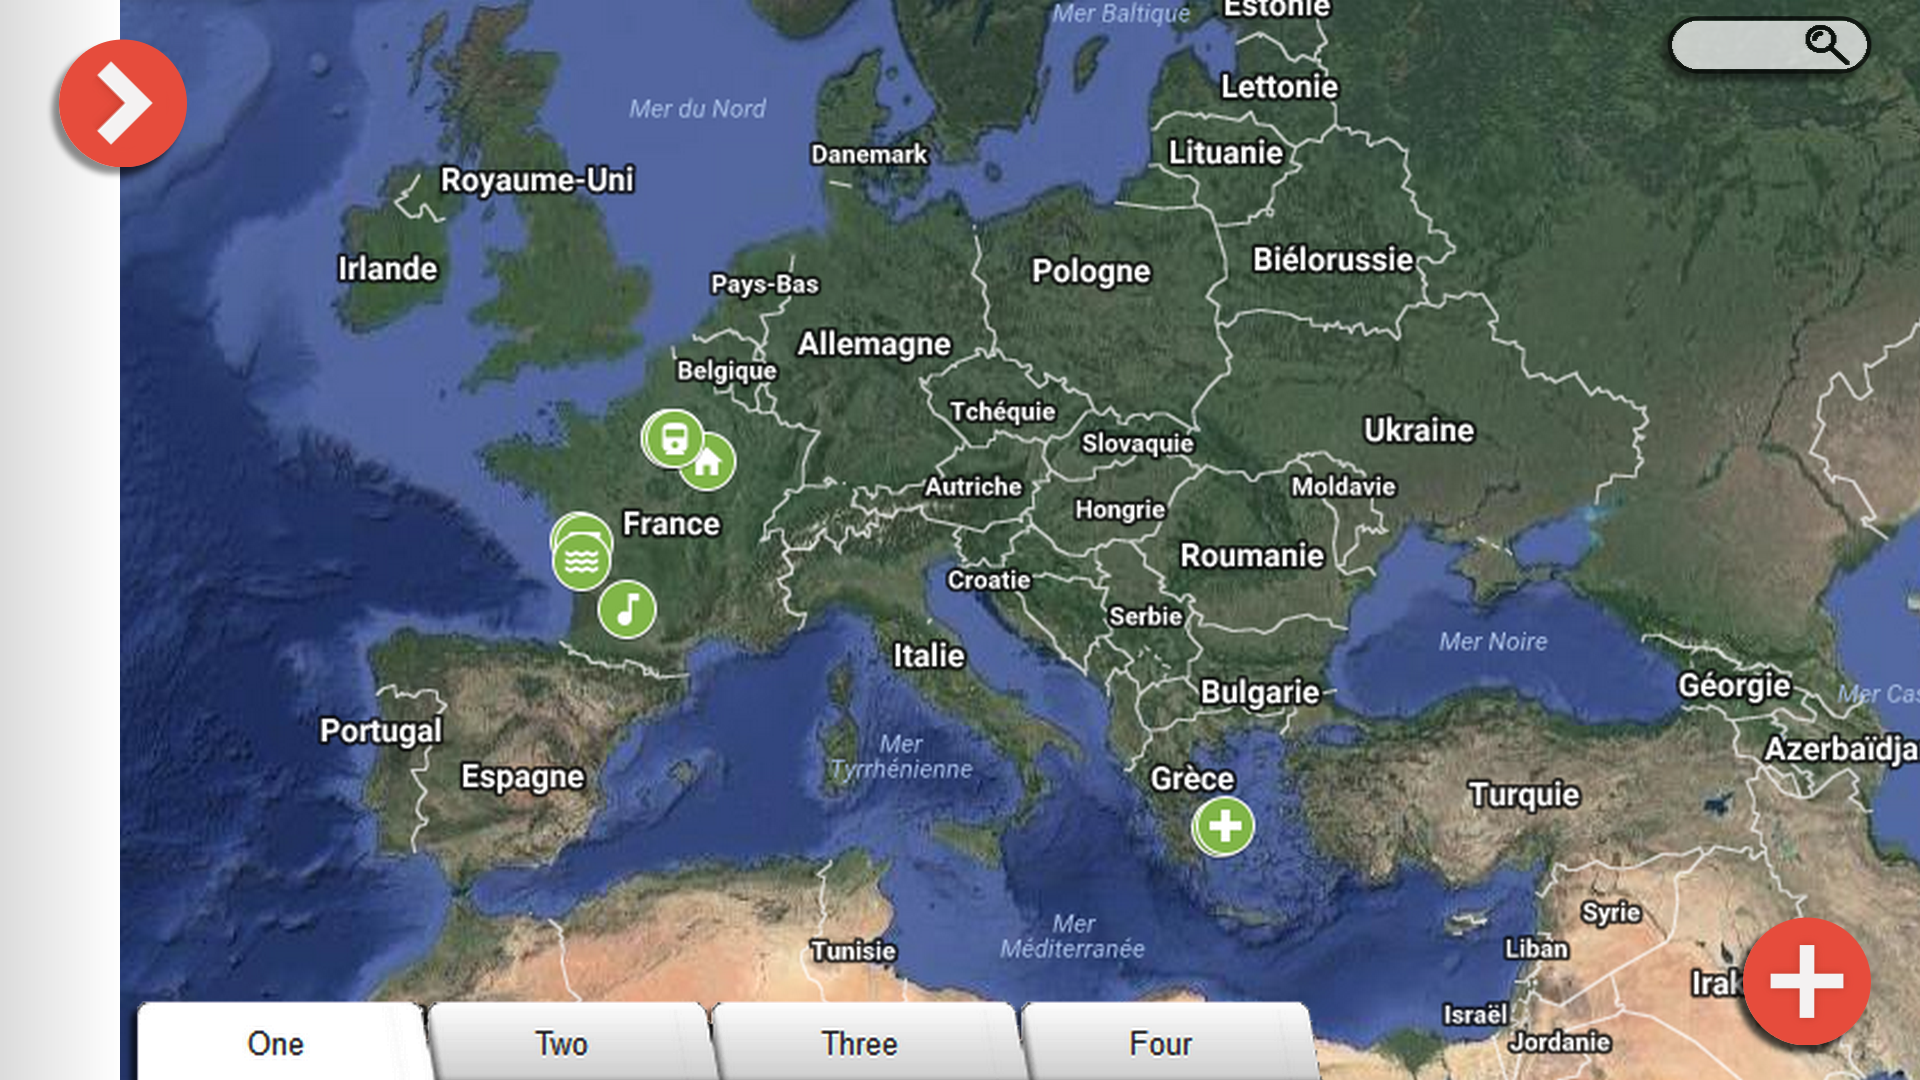 Estonie
Mer Baltique
Lettonie
Mer du Nord
Danemark
Lituanie
Royaume-Uni
Irlande
Biélorussie
Pologne
Pays-Bas
Allemagne
Belgique
Tchéquie
Slovaquie
Ukraine
Autriche
Moldavie
Hongrie
France
Roumanie
Croatie
Serbie
Mer Noire
Italie
Bulgarie
Géorgie
Mer Cas
Portugal
Mer
Tyrrhénienne
Azerbaïdja
Espagne
Grèce
Turquie
Syrie
Mer
Méditerranée
Tunisie
Liban
Irak
Israël
Jordanie
One
Two
Three
Four